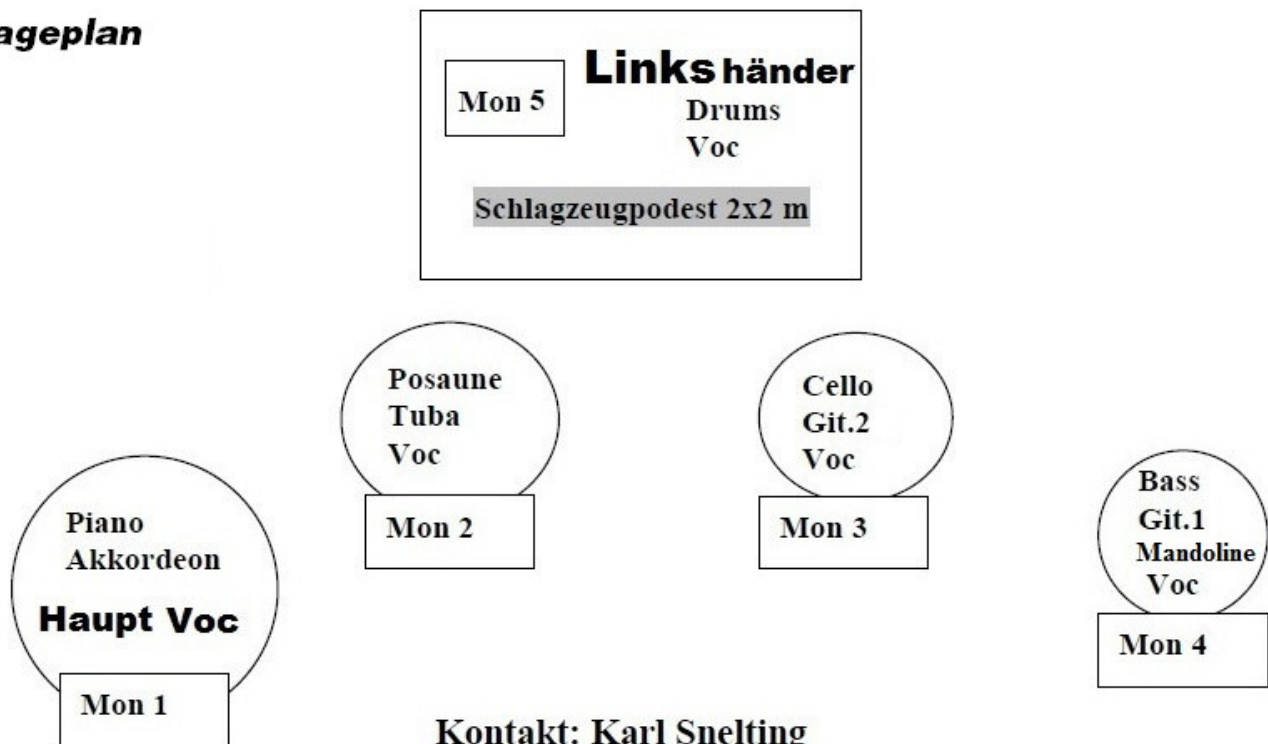 ageplan
Mon 5
Linkshänder
Drums
Voc
Schlagzeugpodest 2x2 m
Posaune
Tuba
Voc
Mon 2
Cello
Git.2
Voc
Mon 3
Bass
Git.1
Mandoline
Voc
Mon 4
Piano
Akkordeon
Haupt Voc
Mon 1
Kontakt: Karl Snelting